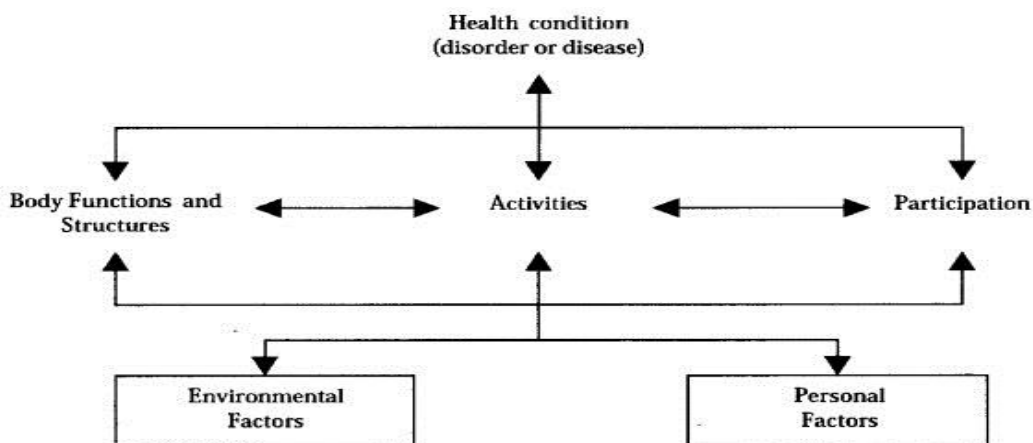 Health condition
(disorder or disease)
Body Functions and
Structures
Activities
Participation
Environmental
Factors
Personal
Factors